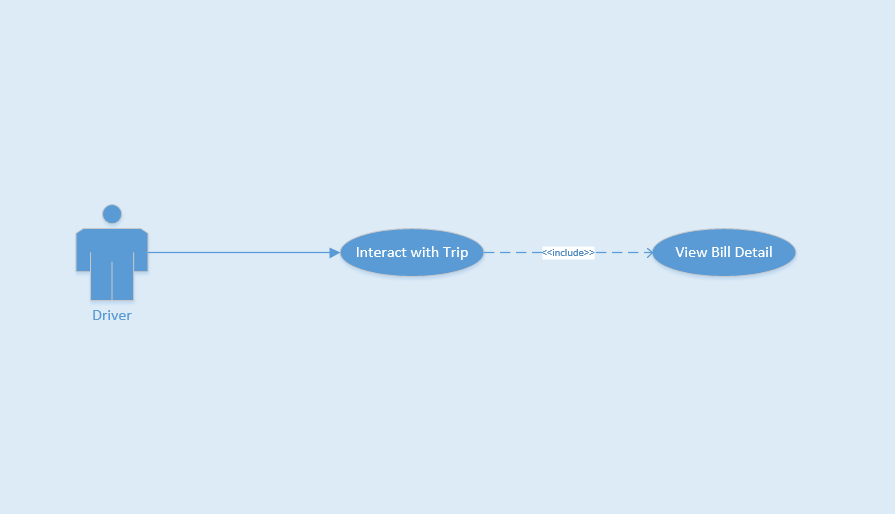 Interact with Trip
<<include>>
View Bill Detail
Driver